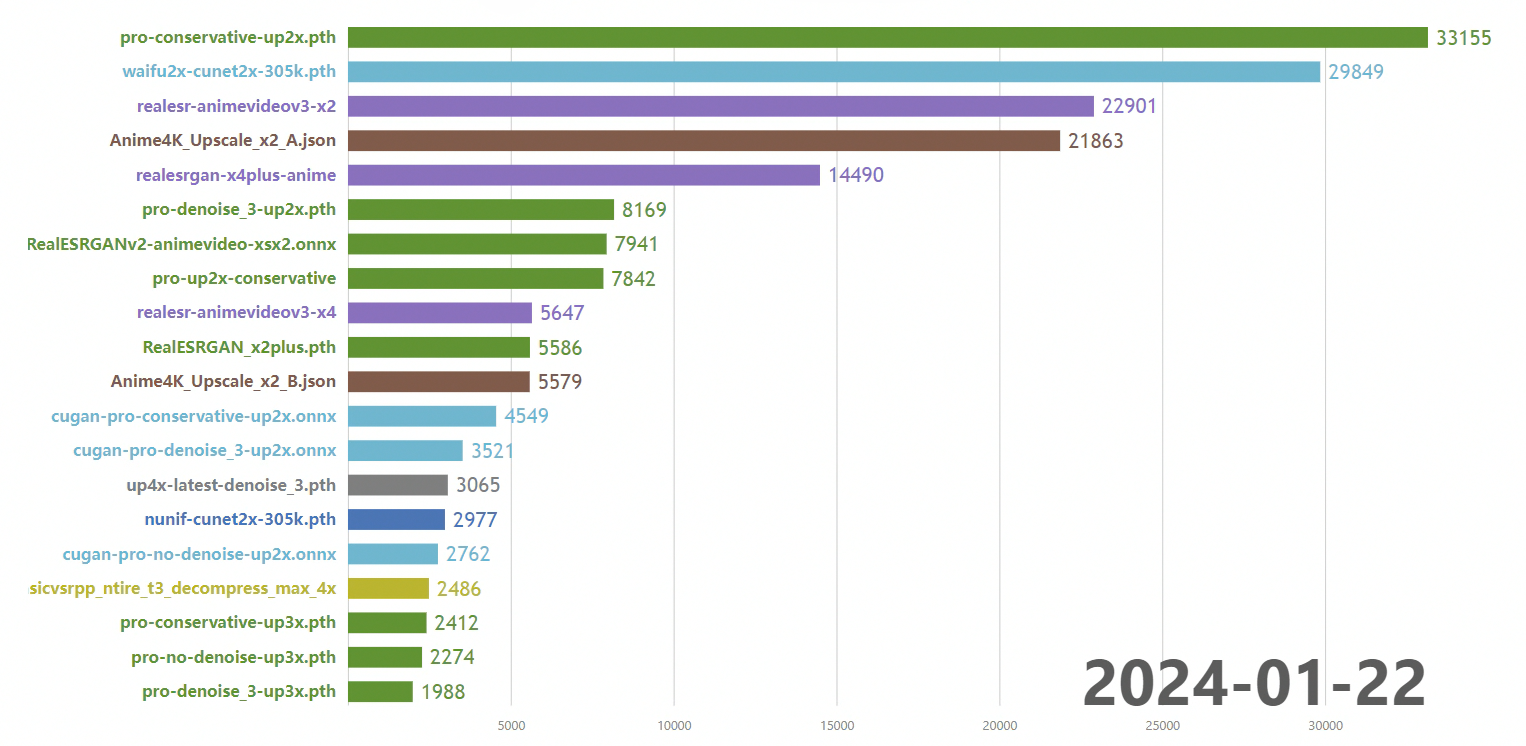 pro-conservative-up2x.pth 33155
waifu2x-cunet2x-305k.pth 29849
realesr-animevideov3-x2 22901
Anime4K_Upscale_x2_A.json 21863
realesrgan-x4plus-anime 14490
pro-denoise_3-up2x.pth 8169
RealESRGANv2-animevideo-xsx2.onnx 7941
pro-up2x-conservative 7842
realesr-animevideov3-x4 5647
RealESRGAN_x2plus.pth 5586
Anime4K_Upscale_x2_B.json 5579
cugan-pro-conservative-up2x.onnx 4549
cugan-pro-denoise_3-up2x.onnx 3521
up4x-latest-denoise_3.pth 3065
nunif-cunet2x-305k.pth 2977
cugan-pro-no-denoise-up2x.onnx 2762
sicvsrpp_ntire_t3_decompress_max_4x 2486
pro-conservative-up3x.pth 2412
pro-no-denoise-up3x.pth 2274
pro-denoise_3-up3x.pth 1988
2024-01-22
5000 10000 15000 20000 25000 30000